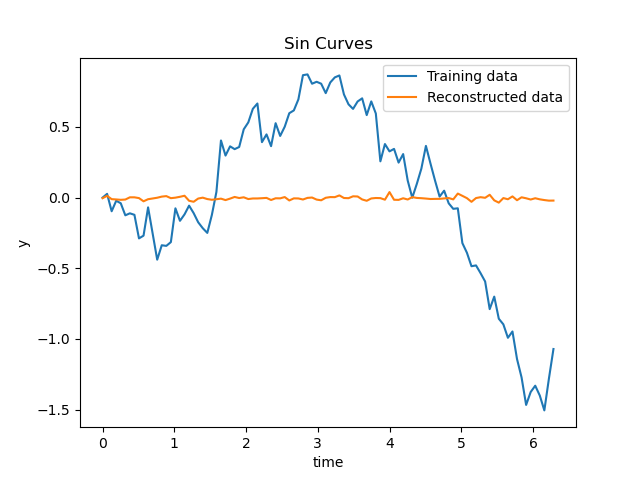 Sin Curves
Training data
Reconstructed data
0.5
0.0
−0.5
−1.0
−1.5
y
0 1 2 3 4 5 6
time